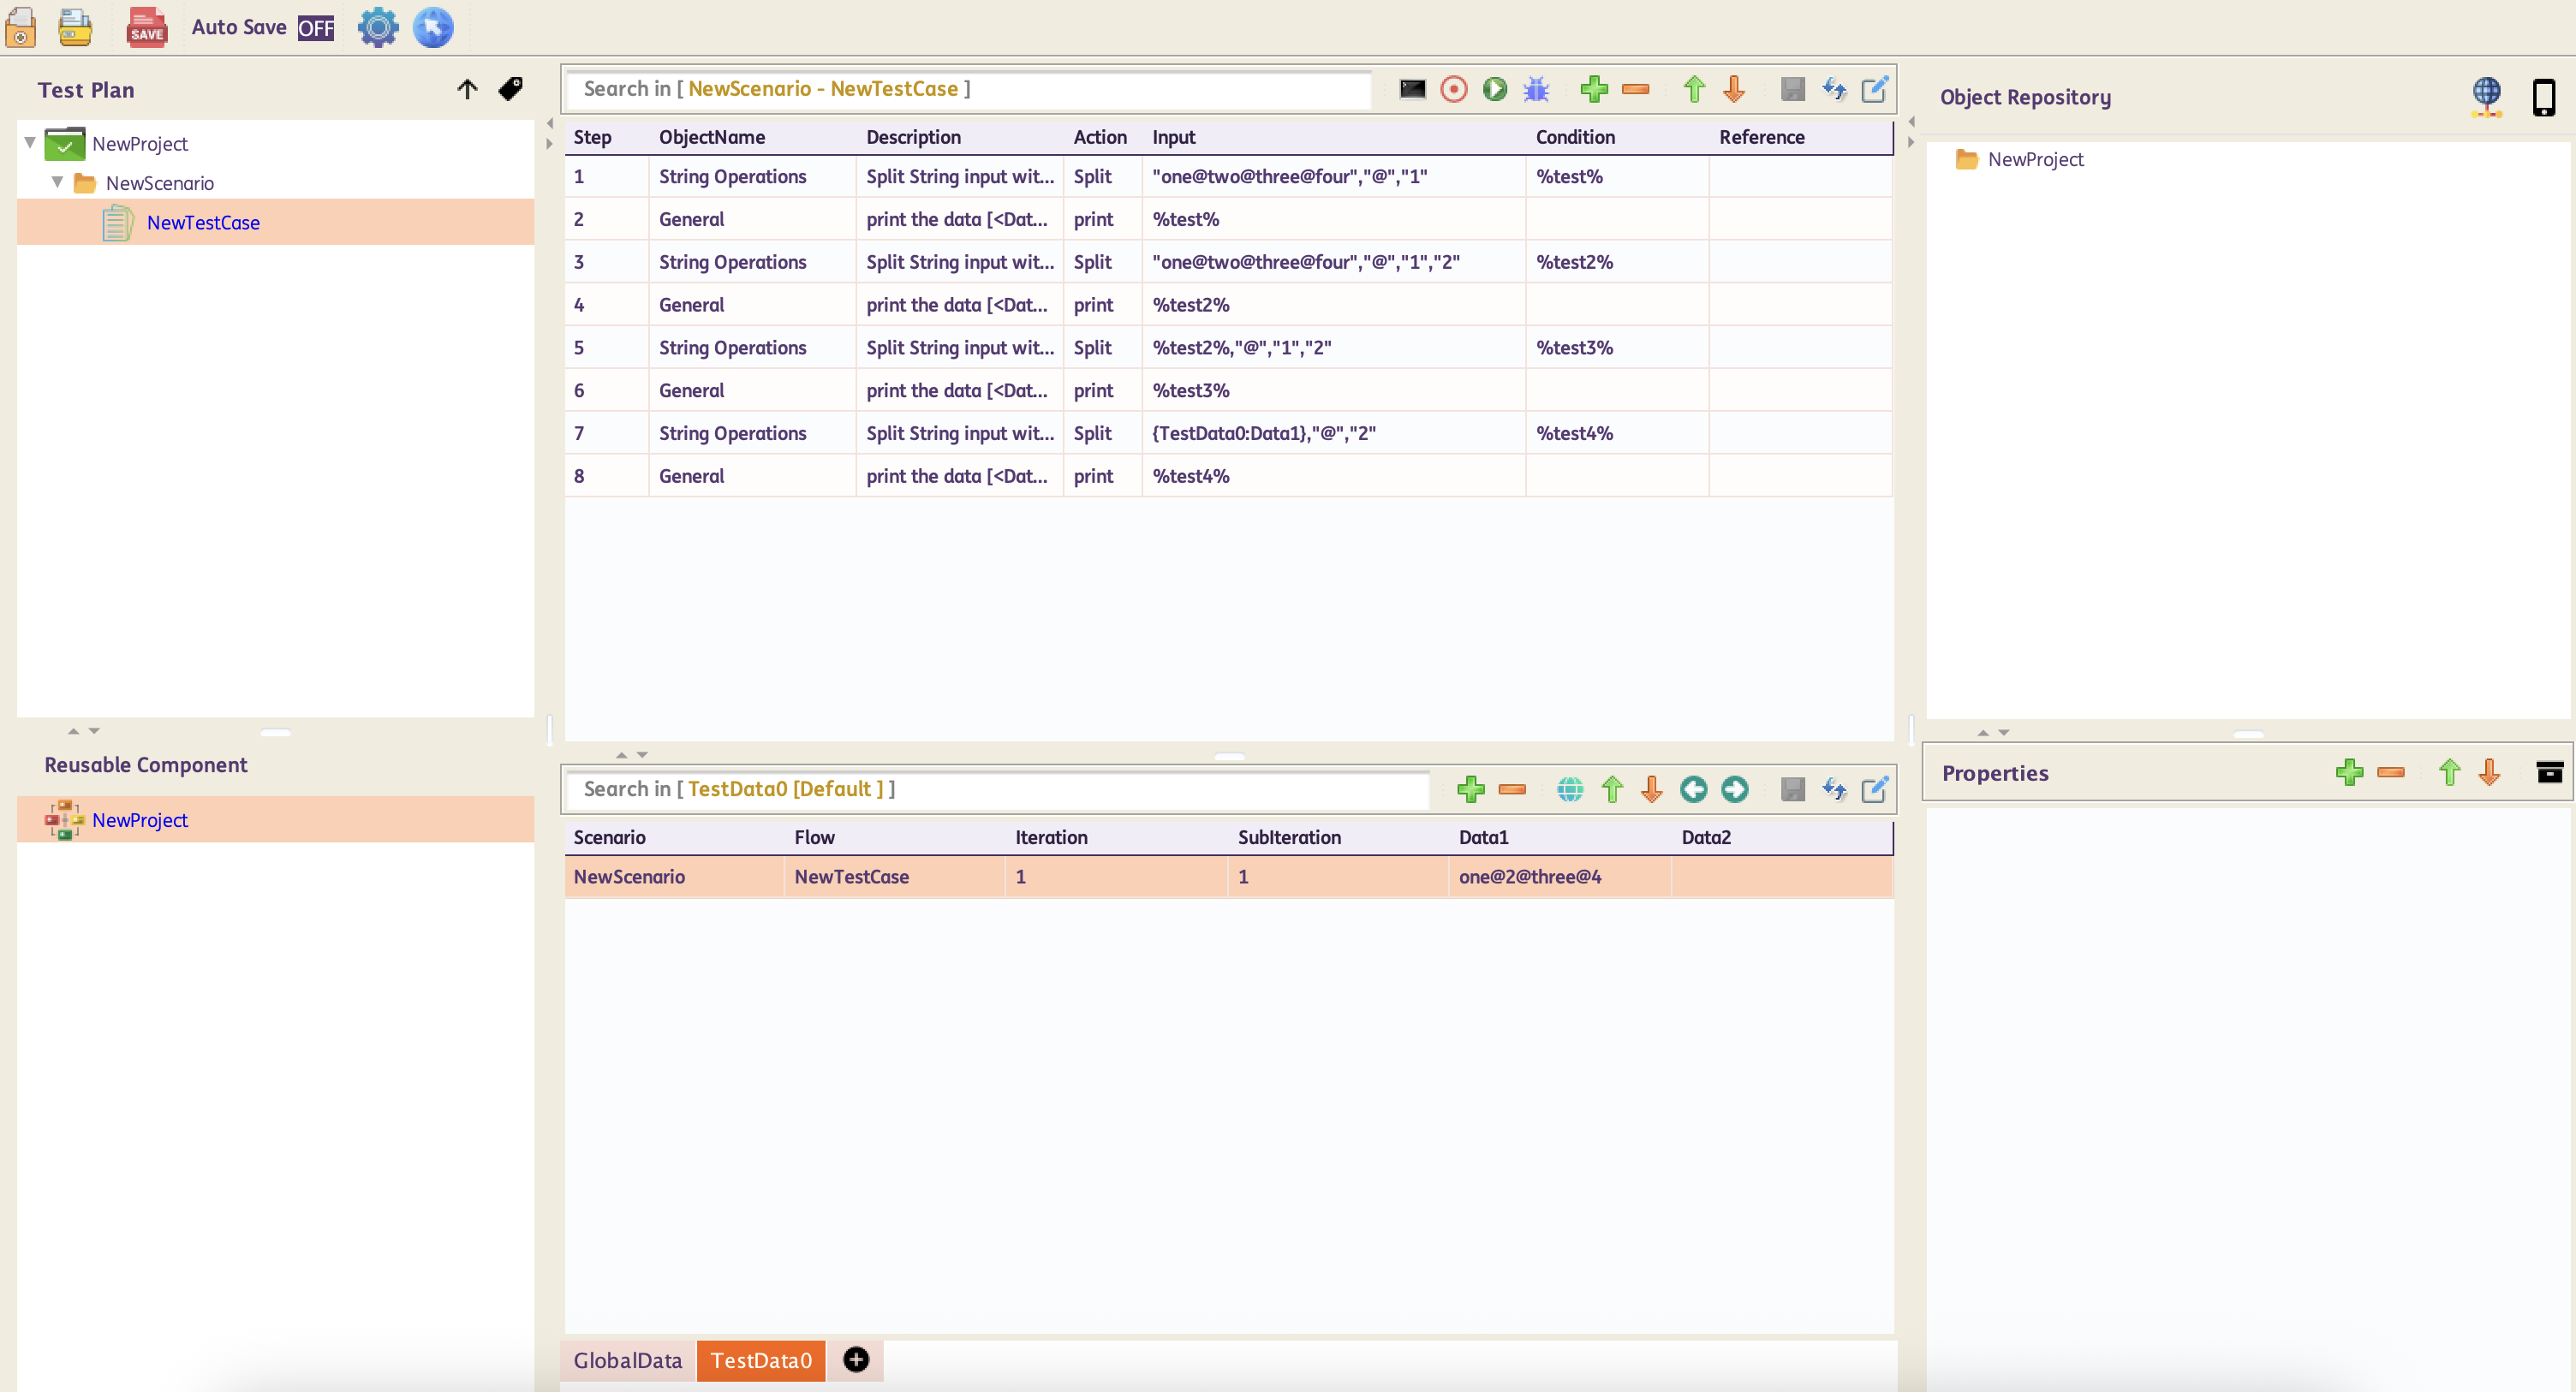 SAVE Auto Save OFF
Test Plan
NewProject
NewScenario
NewTestCase
Reusable Component
NewProject
Search in [ NewScenario - NewTestCase ]
Step ObjectName Description Action Input Condition Reference
1 String Operations Split String input wit... Split "one@two@three@four","@","1" %test%
2 General print the data [<Dat... print %test%
3 String Operations Split String input wit... Split "one@two@three@four","@","1","2" %test2%
4 General print the data [<Dat... print %test2%
5 String Operations Split String input wit... Split %test2%,"@","1","2" %test3%
6 General print the data [<Dat... print %test3%
7 String Operations Split String input wit... Split {TestData0:Data1},"@","2" %test4%
8 General print the data [<Dat... print %test4%
Search in [ TestData0 [Default ] ]
Scenario Flow Iteration SubIteration Data1 Data2
NewScenario NewTestCase 1 1 one@2@three@4
GlobalData TestData0
Object Repository
NewProject
Properties